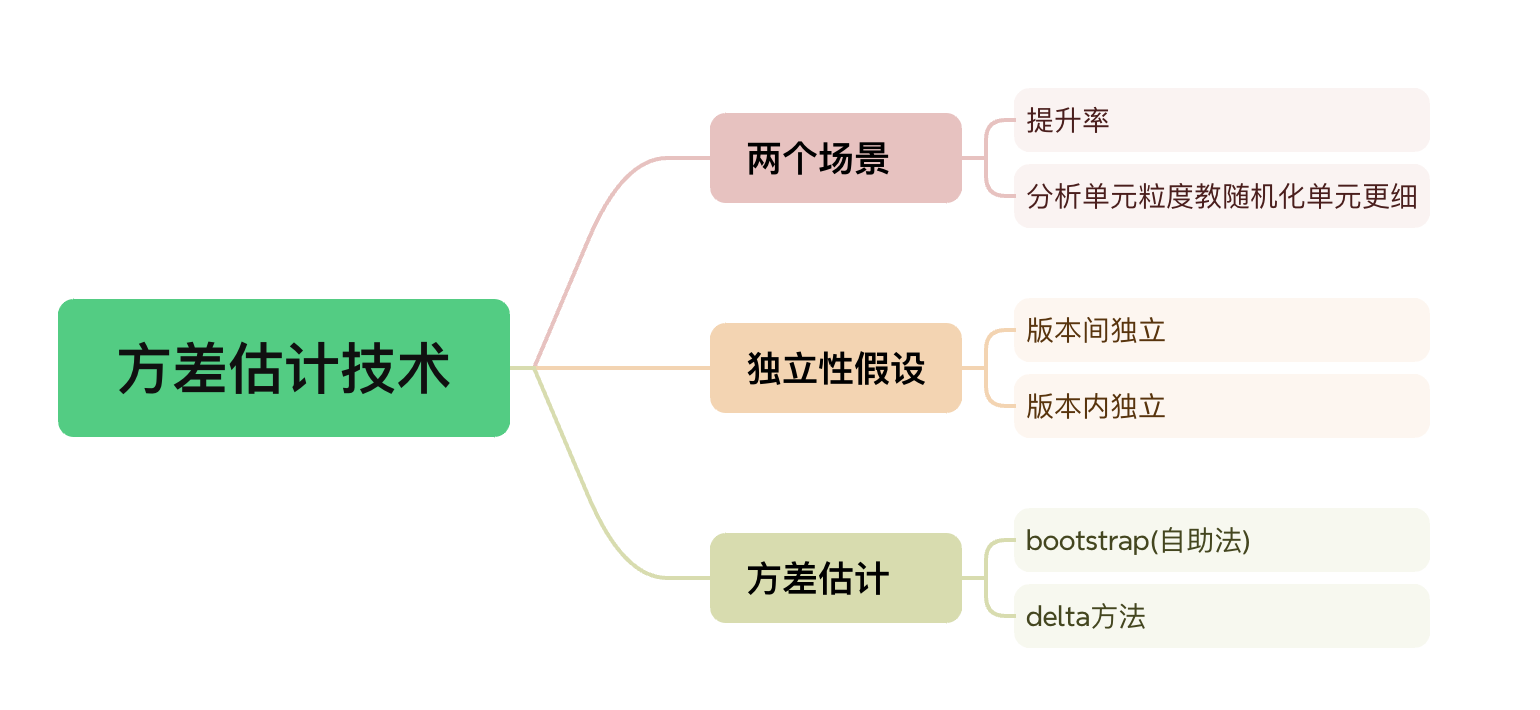 方差估计技术
两个场景
提升率
分析单元粒度教随机化单元更细
独立性假设
版本间独立
版本内独立
方差估计
bootstrap(自助法)
delta方法